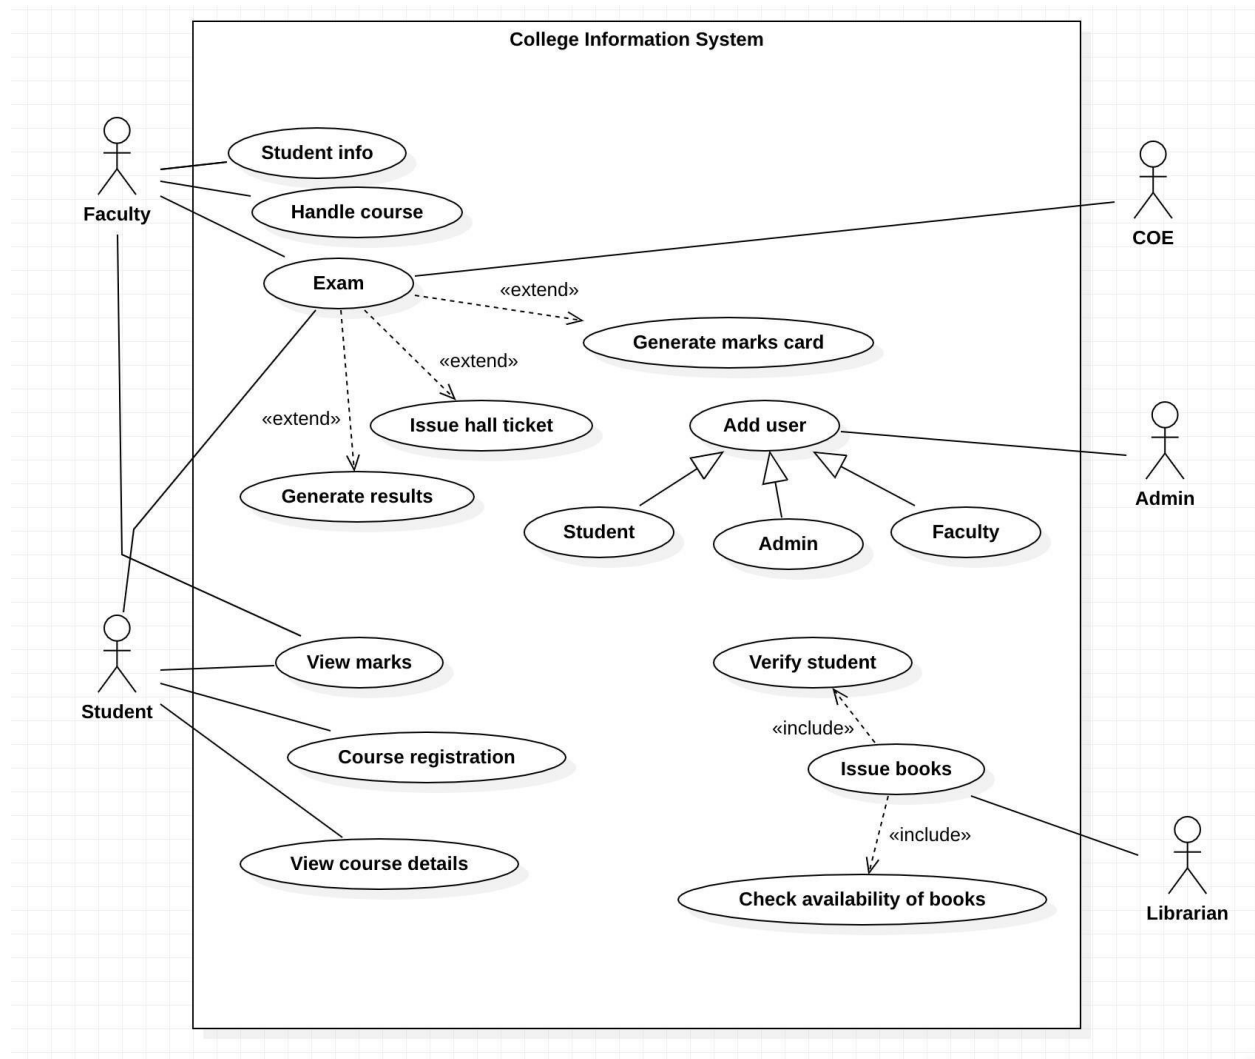 College Information System
Student info
Faculty
Handle course
COE
Exam
«extend»
Generate marks card
«extend»
«extend»
Issue hall ticket
Add user
Generate results
Admin
Student
Admin
Faculty
View marks
Verify student
Student
«include»
Course registration
Issue books
«include»
View course details
Check availability of books
Librarian